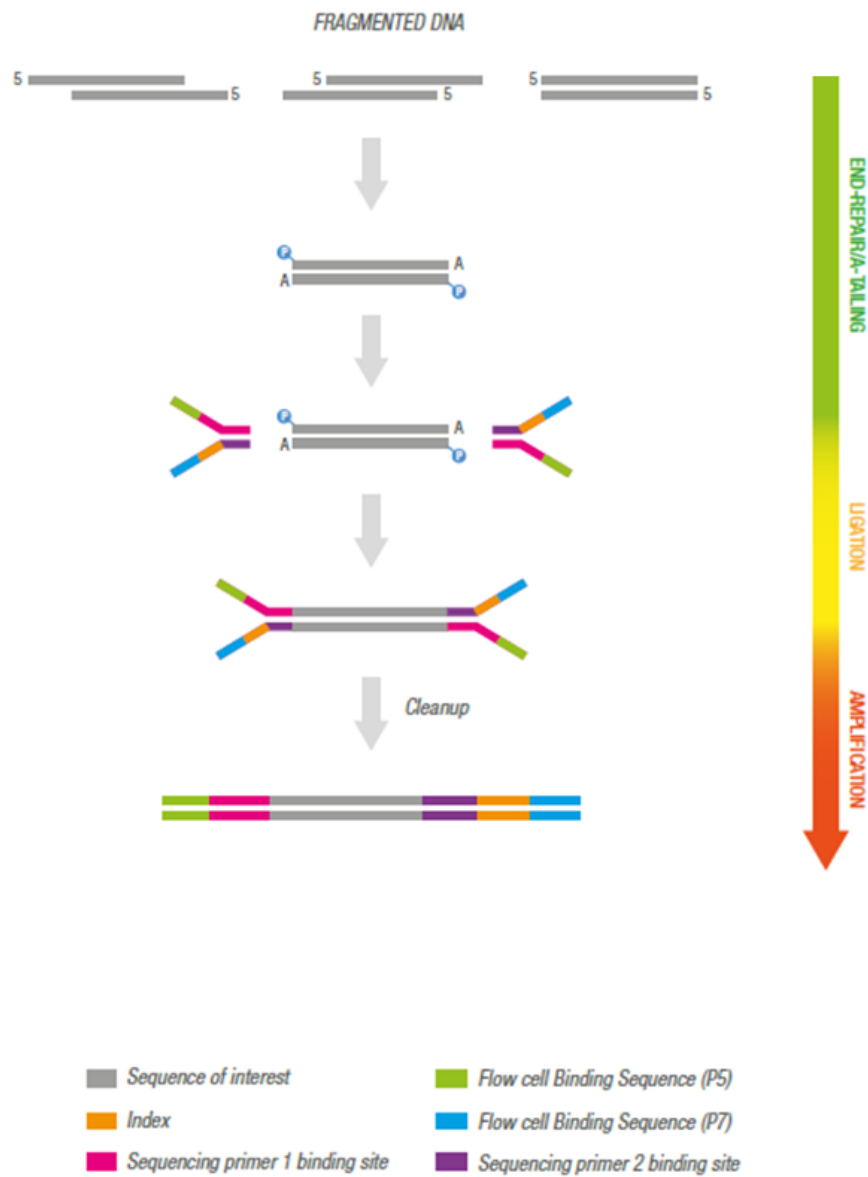 FRAGMENTED DNA
5
5
5
5
5
5
P
A
A
P
P
A
A
P
Cleanup
END-REPAIR/A-TAILING
LIGATION
AMPLIFICATION
Sequence of interest
Flow cell Binding Sequence (P5)
Index
Flow cell Binding Sequence (P7)
Sequencing primer 1 binding site
Sequencing primer 2 binding site